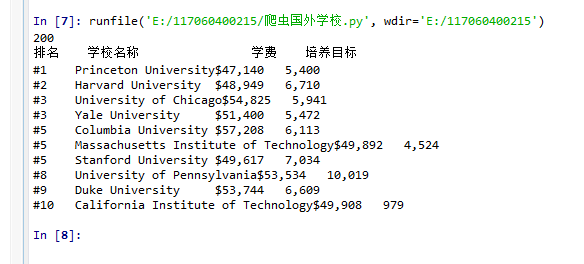 In [7]: runfile('E:/117060400215/爬虫国外学校.py', wdir='E:/117060400215')
200
排名 学校名称 学费 培养目标
#1 Princeton University$47,140 5,400
#2 Harvard University $48,949 6,710
#3 University of Chicago$54,825 5,941
#3 Yale University $51,400 5,472
#5 Columbia University $57,208 6,113
#5 Massachusetts Institute of Technology$49,892 4,524
#5 Stanford University $49,617 7,034
#8 University of Pennsylvania$53,534 10,019
#9 Duke University $53,744 6,609
#10 California Institute of Technology$49,908 979
In [8]: